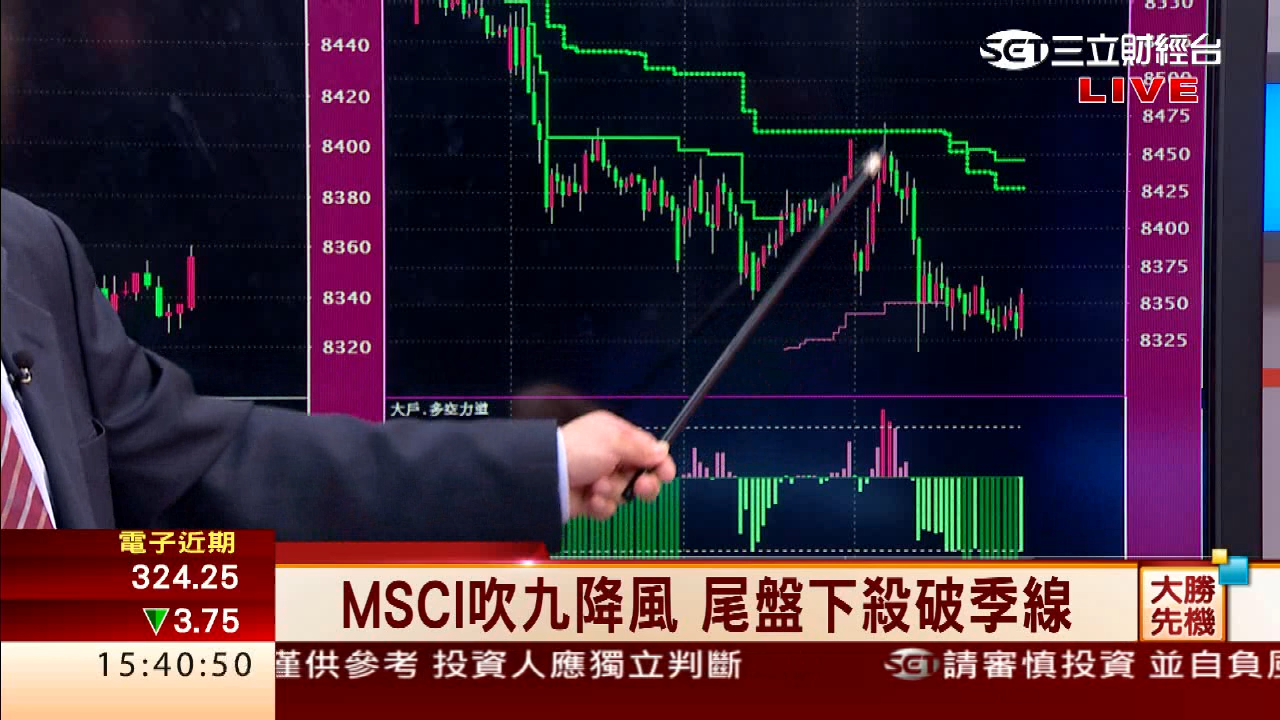 8440
8420
8400
8380
8360
8340
8320
8550
SET三立財經台
LIVE
8500
8475
8450
8425
8400
8375
8350
8325
大戶.多空力道
電子近期
324.25
▼3.75
15:40:50
MSCI吹九降風 尾盤下殺破季線
大勝
先機
僅供參考 投資人應獨立判斷 SET 請審慎投資 並自負